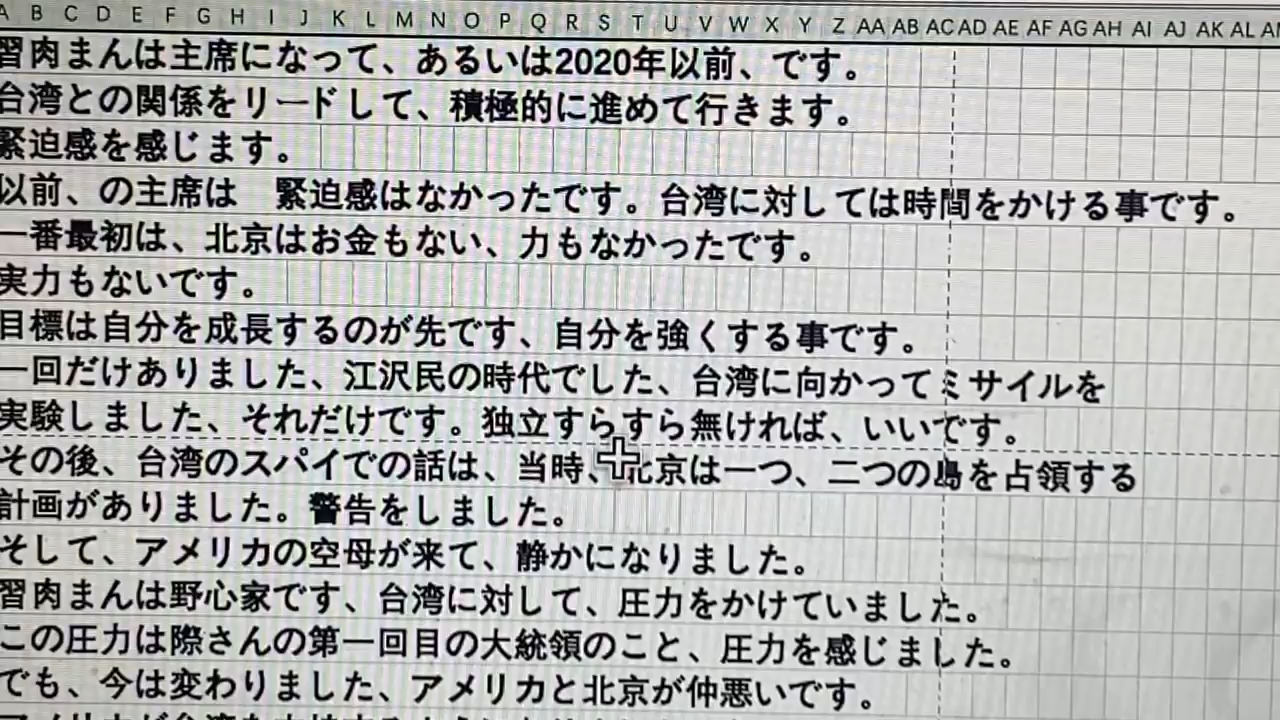 A B C D E F G H I J K L M N O P Q R S T U V W X Y Z AA AB AC AD AE AF AG AH AI AJ AK AL
習肉まんは主席になって、あるいは2020年以前、です。
台湾との関係をリードして、積極的に進めて行きます。
緊迫感を感じます。
以前、の主席は　緊迫感はなかったです。台湾に対しては時間をかける事です。
一番最初は、北京はお金もない、力もなかったです。
実力もないです。
目標は自分を成長するのが先です、自分を強くする事です。
一回だけありました、江沢民の時代でした、台湾に向かってミサイルを
実験しました、それだけです。独立すらすら無ければ、いいです。
その後、台湾のスパイでの話は、当時、北京は一つ、二つの島を占領する
計画がありました。警告をしました。
そして、アメリカの空母が来て、静かになりました。
習肉まんは野心家です、台湾に対して、圧力をかけていました。
この圧力は際さんの第一回目の大統領のこと、圧力を感じました。
でも、今は変わりました、アメリカと北京が仲悪いです。